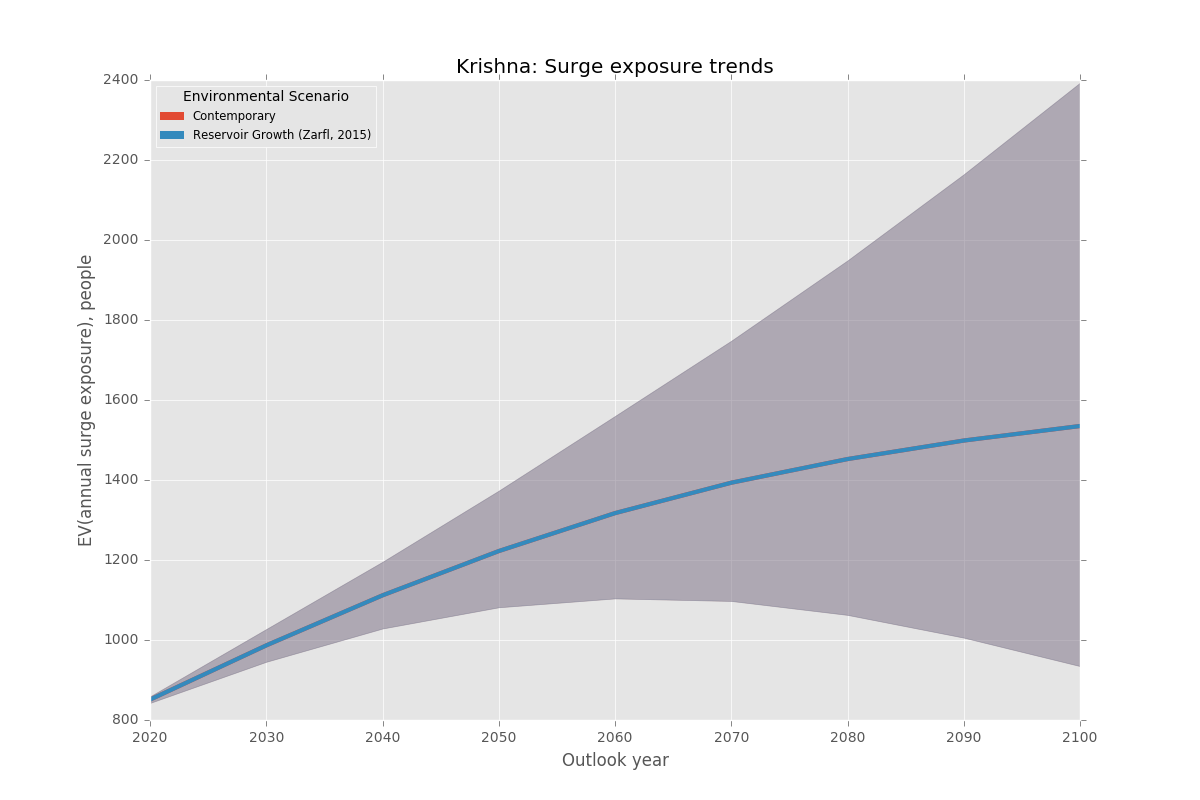 Krishna: Surge exposure trends
Environmental Scenario
Contemporary
Reservoir Growth (Zarfl, 2015)
EV(annual surge exposure), people
2400
2200
2000
1800
1600
1400
1200
1000
800
2020 2030 2040 2050 2060 2070 2080 2090 2100
Outlook year